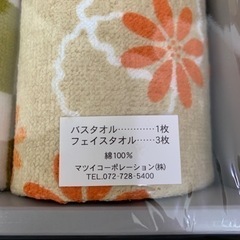 バスタオル…………1枚
フェイスタオル……3枚
綿100％
マツイコーポレーション(株)
TEL.072-728-5400